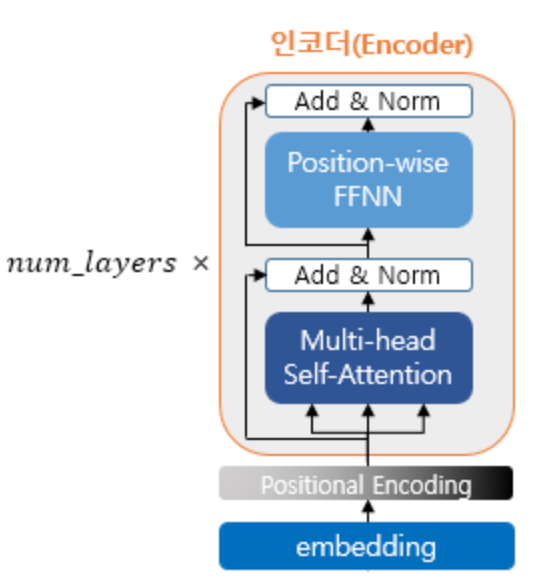 인코더(Encoder)
Add & Norm
Position-wise
FFNN
num_layers ×
Add & Norm
Multi-head
Self-Attention
Positional Encoding
embedding